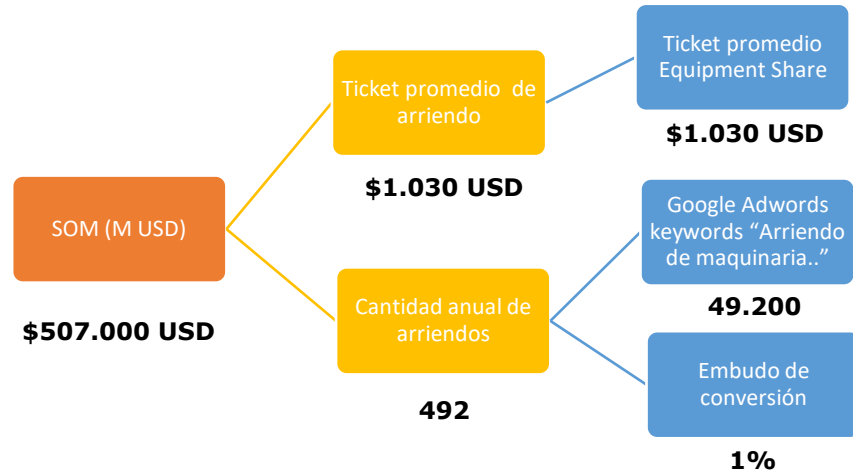 SOM (M USD)
$507.000 USD
Ticket promedio de
arriendo
$1.030 USD
Cantidad anual de
arriendos
492
Ticket promedio
Equipment Share
$1.030 USD
Google Adwords
keywords “Arriendo
de maquinaria..”
49.200
Embudo de
conversión
1%